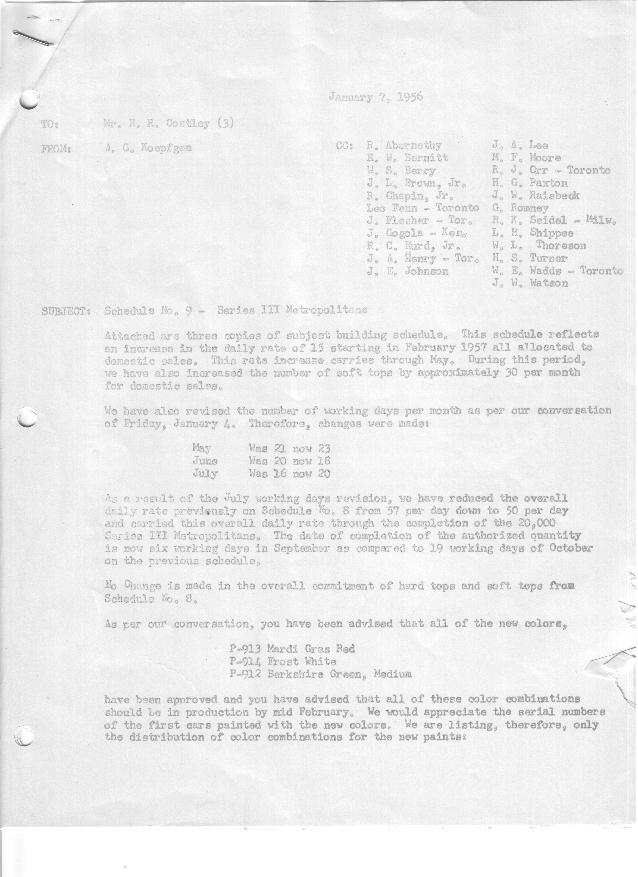 January 7, 1956
TO: Mr. H. R. Costley (3)
FROM: A. G. Koepfgen
CC: R. Abernethy J. A. Lee
E. W. Bernitt M. F. Moore
W. S. Berry R. J. Orr - Toronto
J. L. Brown, Jr. H. G. Paxton
R. Chapin, Jr. J. W. Raisbeck
Les Fenn - Toronto G. Romney
J. Flesher - Tor. R. K. Seidel - Milw.
J. Gogola - Ken. L. H. Shippee
R. C. Hurd, Jr. W. L. Thoreson
J. A. Henry - Tor. H. S. Turner
J. E. Johnson W. E. Wadds - Toronto
J. W. Watson
SUBJECT: Schedule No. 9 - Series III Metropolitans
Attached are three copies of subject building schedule. This schedule reflects
an increase in the daily rate of 15 starting in February 1957 all allocated to
domestic sales. This rate increase carries through May. During this period,
we have also increased the number of soft tops by approximately 30 per month
for domestic sales.
We have also revised the number of working days per month as per our conversation
of Friday, January 4. Therefore, changes were made:
May Was 21 now 23
June Was 20 now 18
July Was 16 now 20
As a result of the July working days revision, we have reduced the overall
daily rate previously on Schedule No. 8 from 57 per day down to 50 per day
and carried this overall daily rate through the completion of the 20,000
Series III Metropolitans. The date of completion of the authorized quantity
is now six working days in September as compared to 19 working days of October
on the previous schedule.
No Change is made in the overall commitment of hard tops and soft tops from
Schedule No. 8.
As per our conversation, you have been advised that all of the new colors,
P-913 Mardi Gras Red
P-914 Frost White
P-912 Berkshire Green, Medium
have been approved and you have advised that all of these color combinations
should be in production by mid February. We would appreciate the serial numbers
of the first cars painted with the new colors. We are listing, therefore, only
the distribution of color combinations for the new paints: